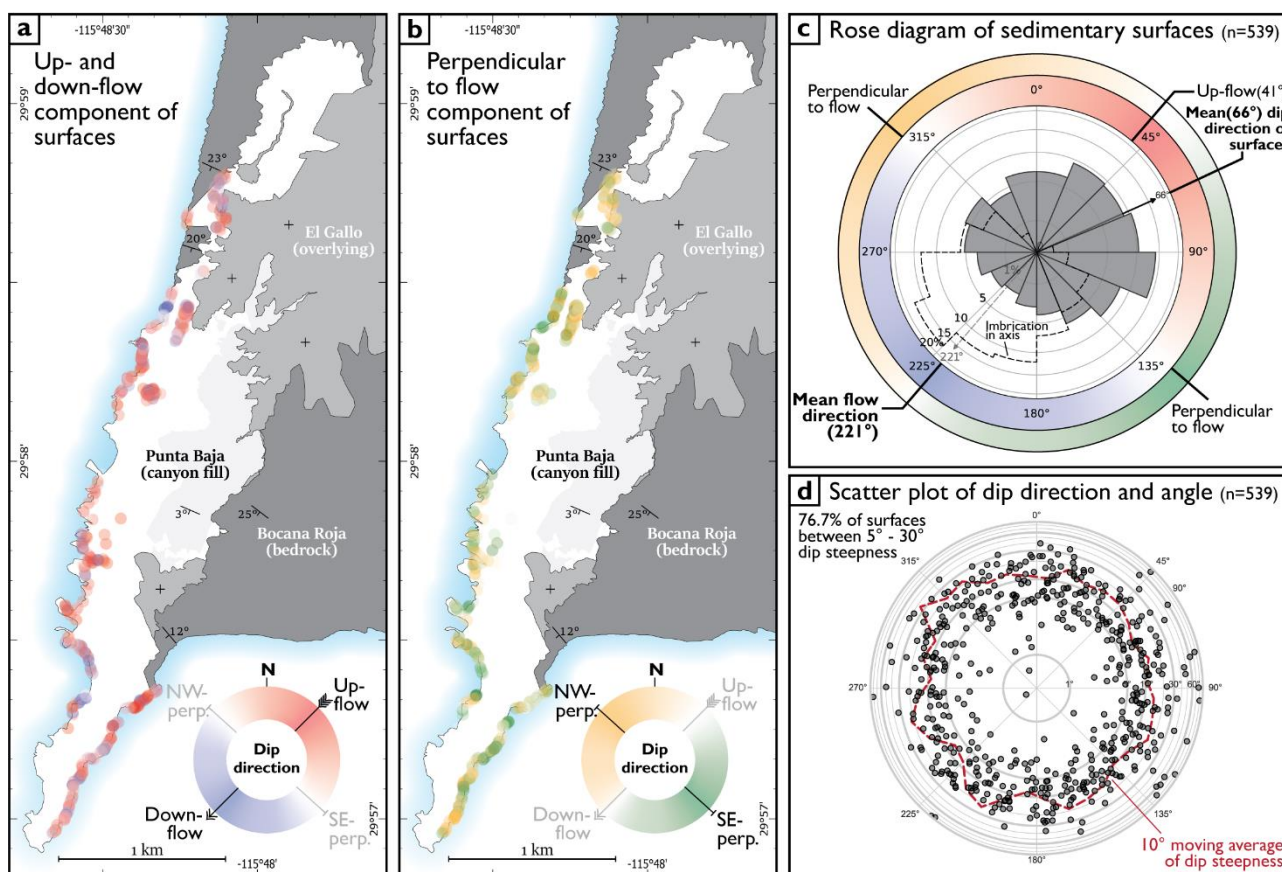 a
-115°48'30"
Up- and
down-flow
component of
surfaces
29°59'
23°
20°
El Gallo
(overlying)
29°58'
Punta Baja
(canyon fill)
3°
25°
Bocana Roja
(bedrock)
12°
N
NW-
perp.
Up-
flow
Dip
direction
Down-
flow
SE-
perp.
29°57'
1 km
-115°48'
b
-115°48'30"
Perpendicular
to flow
component of
surfaces
29°59'
23°
20°
El Gallo
(overlying)
29°58'
Punta Baja
(canyon fill)
3°
25°
Bocana Roja
(bedrock)
12°
N
NW-
perp.
Up-
flow
Dip
direction
Down-
flow
SE-
perp.
29°57'
1 km
-115°48'
c Rose diagram of sedimentary surfaces (n=539)
Perpendicular
to flow
0°
Up-flow(41°
Mean(66°) dip
direction o
surface
315°
45°
66°
270°
90°
1%
5
10
15
20%
Imbrication
in axis
221°
225°
135°
180°
Mean flow
direction
(221°)
Perpendicular
to flow
d Scatter plot of dip direction and angle (n=539)
76.7% of surfaces
between 5° - 30°
dip steepness
0°
315°
45°
90°
270°
1°
30°
60°
90°
225°
135°
180°
10° moving average
of dip steepness